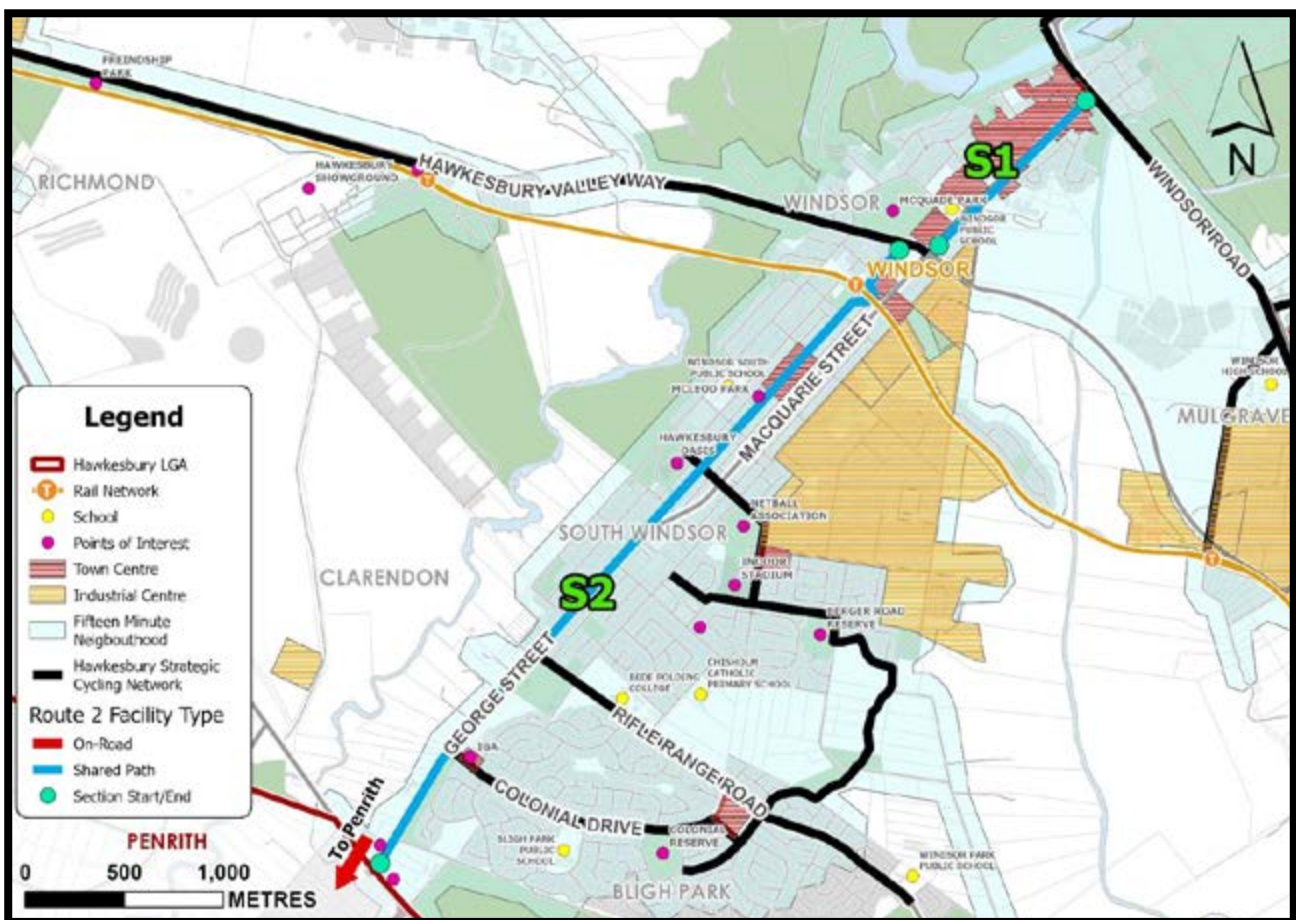 FREINDSHIP
PARK
RICHMOND
HAWKESBURY
SHOWGROUND
HAWKESBURY VALLEY WAY
WINDSOR
MCQUADE PARK
WINDSOR
PUBLIC
SCHOOL
S1
N
WINDSOR ROAD
WINDSOR
WINDSOR SOUTH
PUBLIC SCHOOL
MCLEOD PARK
MACQUARIE STREET
WINDSOR
HIGH SCHOOL
MULGRAVE
HAWKESBURY
OASIS
NETBALL
ASSOCIATION
SOUTH WINDSOR
INDOOR
STADIUM
CLARENDON
S2
BERGER ROAD
RESERVE
BEDE POLDING
COLLEGE
CHISHOLM
CATHOLIC
PRIMARY SCHOOL
GEORGE STREET
RIFLE RANGE ROAD
IGA
COLONIAL DRIVE
COLONIAL
RESERVE
BLIGH PARK
PUBLIC
SCHOOL
WINDSOR PARK
PUBLIC SCHOOL
BLIGH PARK
Legend
Hawkesbury LGA
T Rail Network
School
Points of Interest
Town Centre
Industrial Centre
Fifteen Minute
Neigbouthood
Hawkesbury Strategic
Cycling Network
Route 2 Facility Type
On-Road
Shared Path
Section Start/End
PENRITH
To Penrith
0 500 1,000
METRES